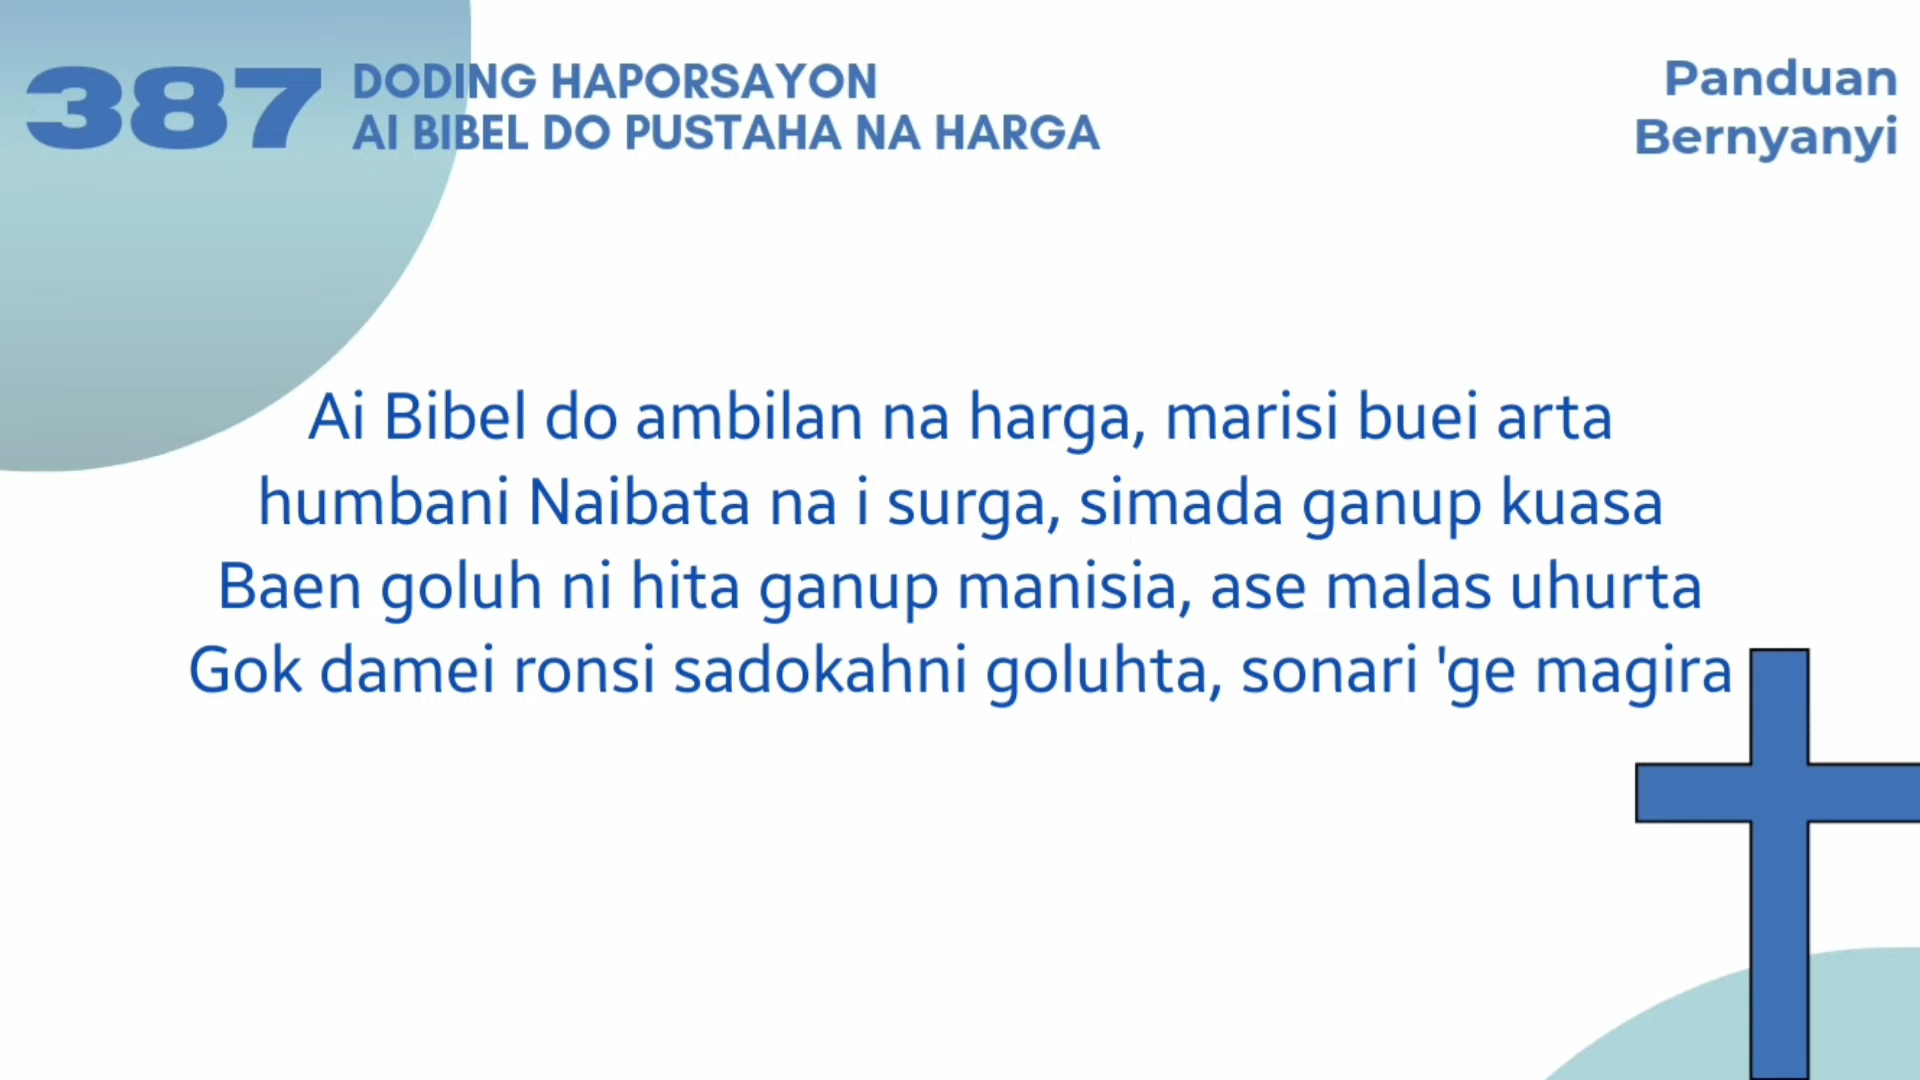 387
DODING HAPORSAYON
AI BIBEL DO PUSTAHA NA HARGA
Panduan
Bernyanyi
Ai Bibel do ambilan na harga, marisi buei arta
humbani Naibata na i surga, simada ganup kuasa
Baen goluh ni hita ganup manisia, ase malas uhurta
Gok damei ronsi sadokahni goluhta, sonari 'ge magira